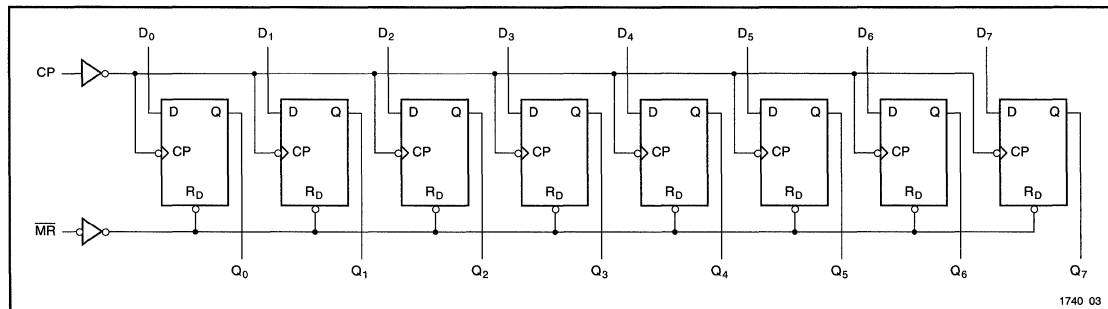 D0 D1 D2 D3 D4 D5 D6 D7
CP
D Q D Q D Q D Q D Q D Q D Q D Q
CP CP CP CP CP CP CP CP
RD RD RD RD RD RD RD RD
M̅R̅
Q0 Q1 Q2 Q3 Q4 Q5 Q6 Q7
1740 03